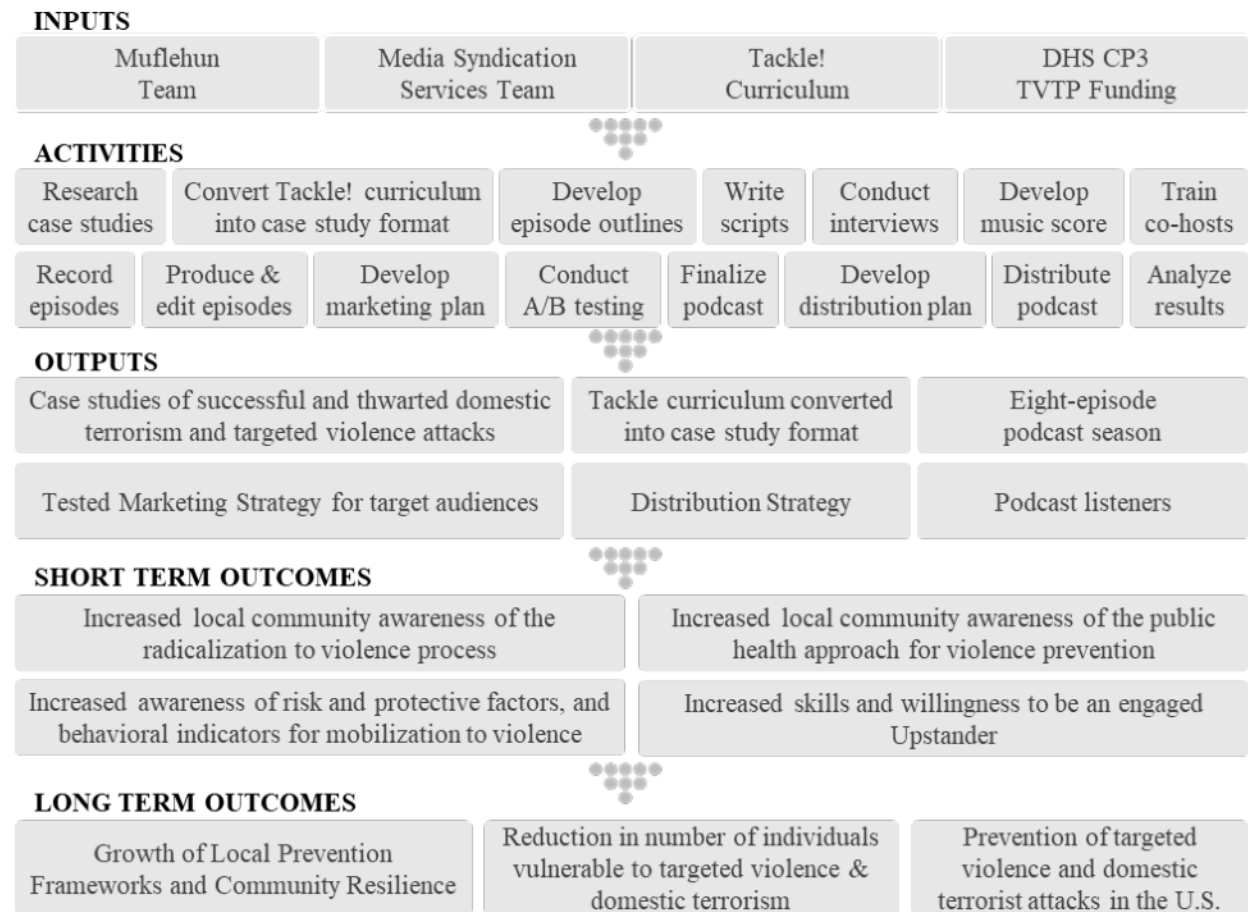 INPUTS
Muflehun
Team
Media Syndication
Services Team
Tackle!
Curriculum
DHS CP3
TVTP Funding
ACTIVITIES
Research
case studies
Convert Tackle! curriculum
into case study format
Develop
episode outlines
Write
scripts
Conduct
interviews
Develop
music score
Train
co-hosts
Record
episodes
Produce &
edit episodes
Develop
marketing plan
Conduct
A/B testing
Finalize
podcast
Develop
distribution plan
Distribute
podcast
Analyze
results
OUTPUTS
Case studies of successful and thwarted domestic
terrorism and targeted violence attacks
Tackle curriculum converted
into case study format
Eight-episode
podcast season
Tested Marketing Strategy for target audiences
Distribution Strategy
Podcast listeners
SHORT TERM OUTCOMES
Increased local community awareness of the
radicalization to violence process
Increased local community awareness of the public
health approach for violence prevention
Increased awareness of risk and protective factors, and
behavioral indicators for mobilization to violence
Increased skills and willingness to be an engaged
Upstander
LONG TERM OUTCOMES
Growth of Local Prevention
Frameworks and Community Resilience
Reduction in number of individuals
vulnerable to targeted violence &
domestic terrorism
Prevention of targeted
violence and domestic
terrorist attacks in the U.S.